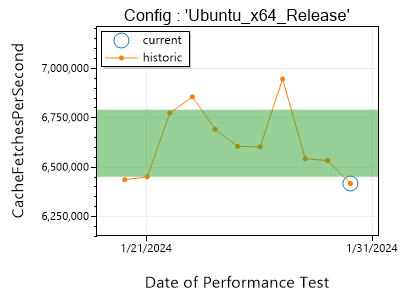 Config : 'Ubuntu_x64_Release'
current
historic
CacheFetchesPerSecond
7,000,000
6,750,000
6,500,000
6,250,000
1/21/2024
1/31/2024
Date of Performance Test